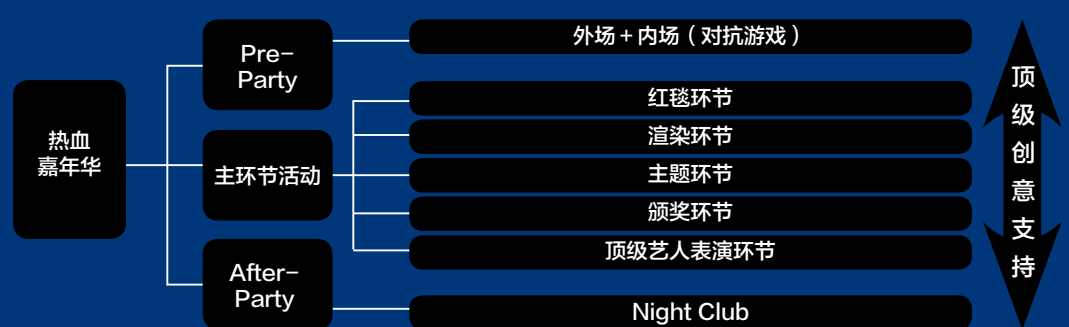 热血
嘉年华
Pre-
Party
外场+内场(对抗游戏)
主环节活动
红毯环节
渲染环节
主题环节
颁奖环节
顶级艺人表演环节
After-
Party
Night Club
顶
级
创
意
支
持